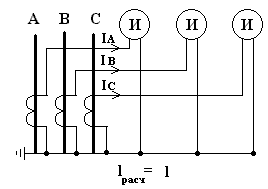 А В С И И И
IA
IB
IC
lрасч = l